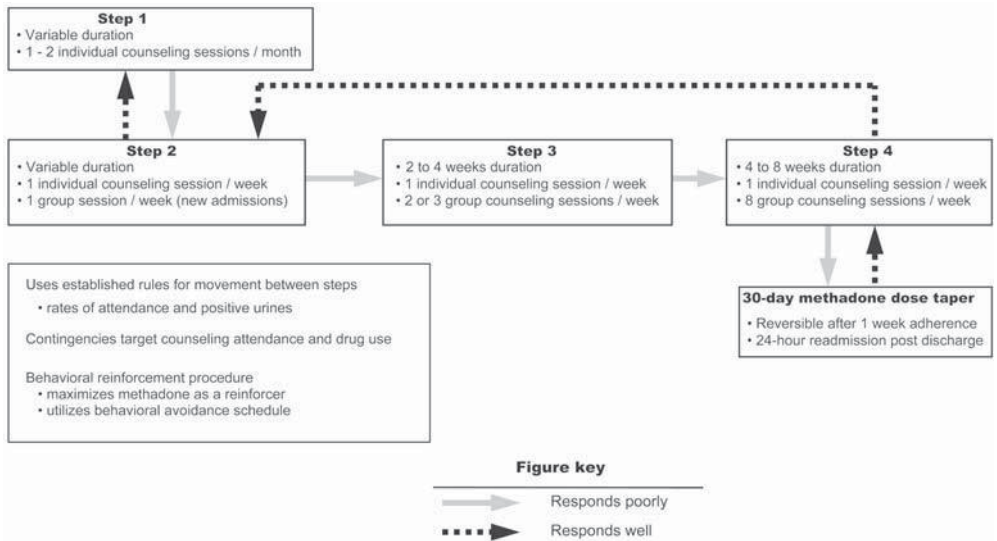 Step 1
• Variable duration
• 1 - 2 individual counseling sessions / month
Step 2
• Variable duration
• 1 individual counseling session / week
• 1 group session / week (new admissions)
Step 3
• 2 to 4 weeks duration
• 1 individual counseling session / week
• 2 or 3 group counseling sessions / week
Step 4
• 4 to 8 weeks duration
• 1 individual counseling session / week
• 8 group counseling sessions / week
Uses established rules for movement between steps
• rates of attendance and positive urines
Contingencies target counseling attendance and drug use
Behavioral reinforcement procedure
• maximizes methadone as a reinforcer
• utilizes behavioral avoidance schedule
30-day methadone dose taper
• Reversible after 1 week adherence
• 24-hour readmission post discharge
Figure key
Responds poorly
Responds well